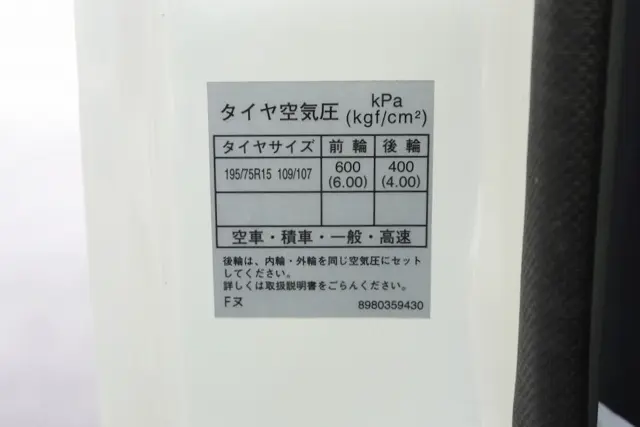 タイヤ空気圧 kPa (kgf/cm²)
タイヤサイズ 前輪 後輪
195/75R15 109/107 600 (6.00) 400 (4.00)
空車・積車・一般・高速
後輪は、内輪・外輪を同じ空気圧にセット
してください。
詳しくは取扱説明書をごらんください。
Fヌ 8980359430